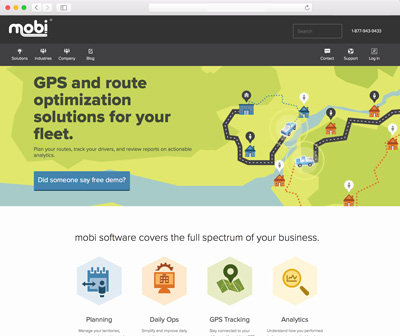 mobi
Search
1-877-943-9433
Solutions
Industries
Company
Blog
Contact
Support
Log In
GPS and route
optimization
solutions for your
fleet.
Plan your routes, track your drivers, and review reports on actionable
analytics.
Did someone say free demo?
mobi software covers the full spectrum of your business.
Planning
Daily Ops
GPS Tracking
Analytics
Manage your territories,
Simplify and improve daily
Stay connected to your
Understand how you performed